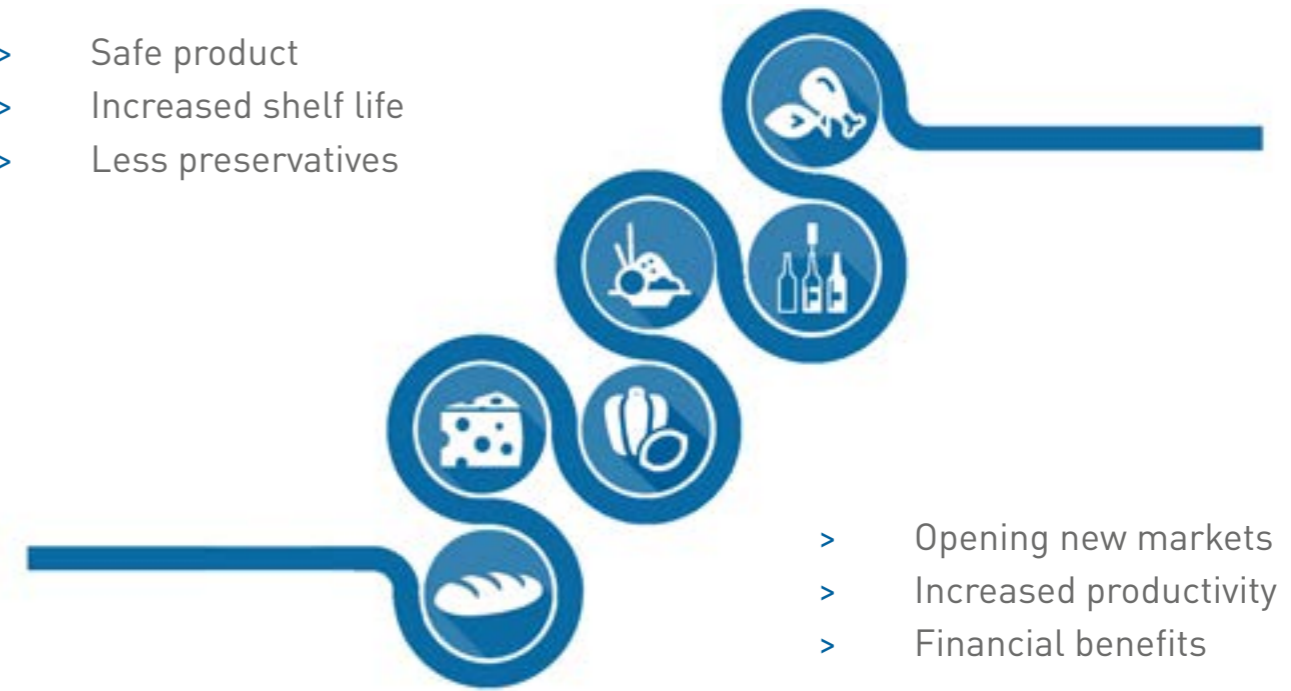 > Safe product
> Increased shelf life
> Less preservatives
> Opening new markets
> Increased productivity
> Financial benefits